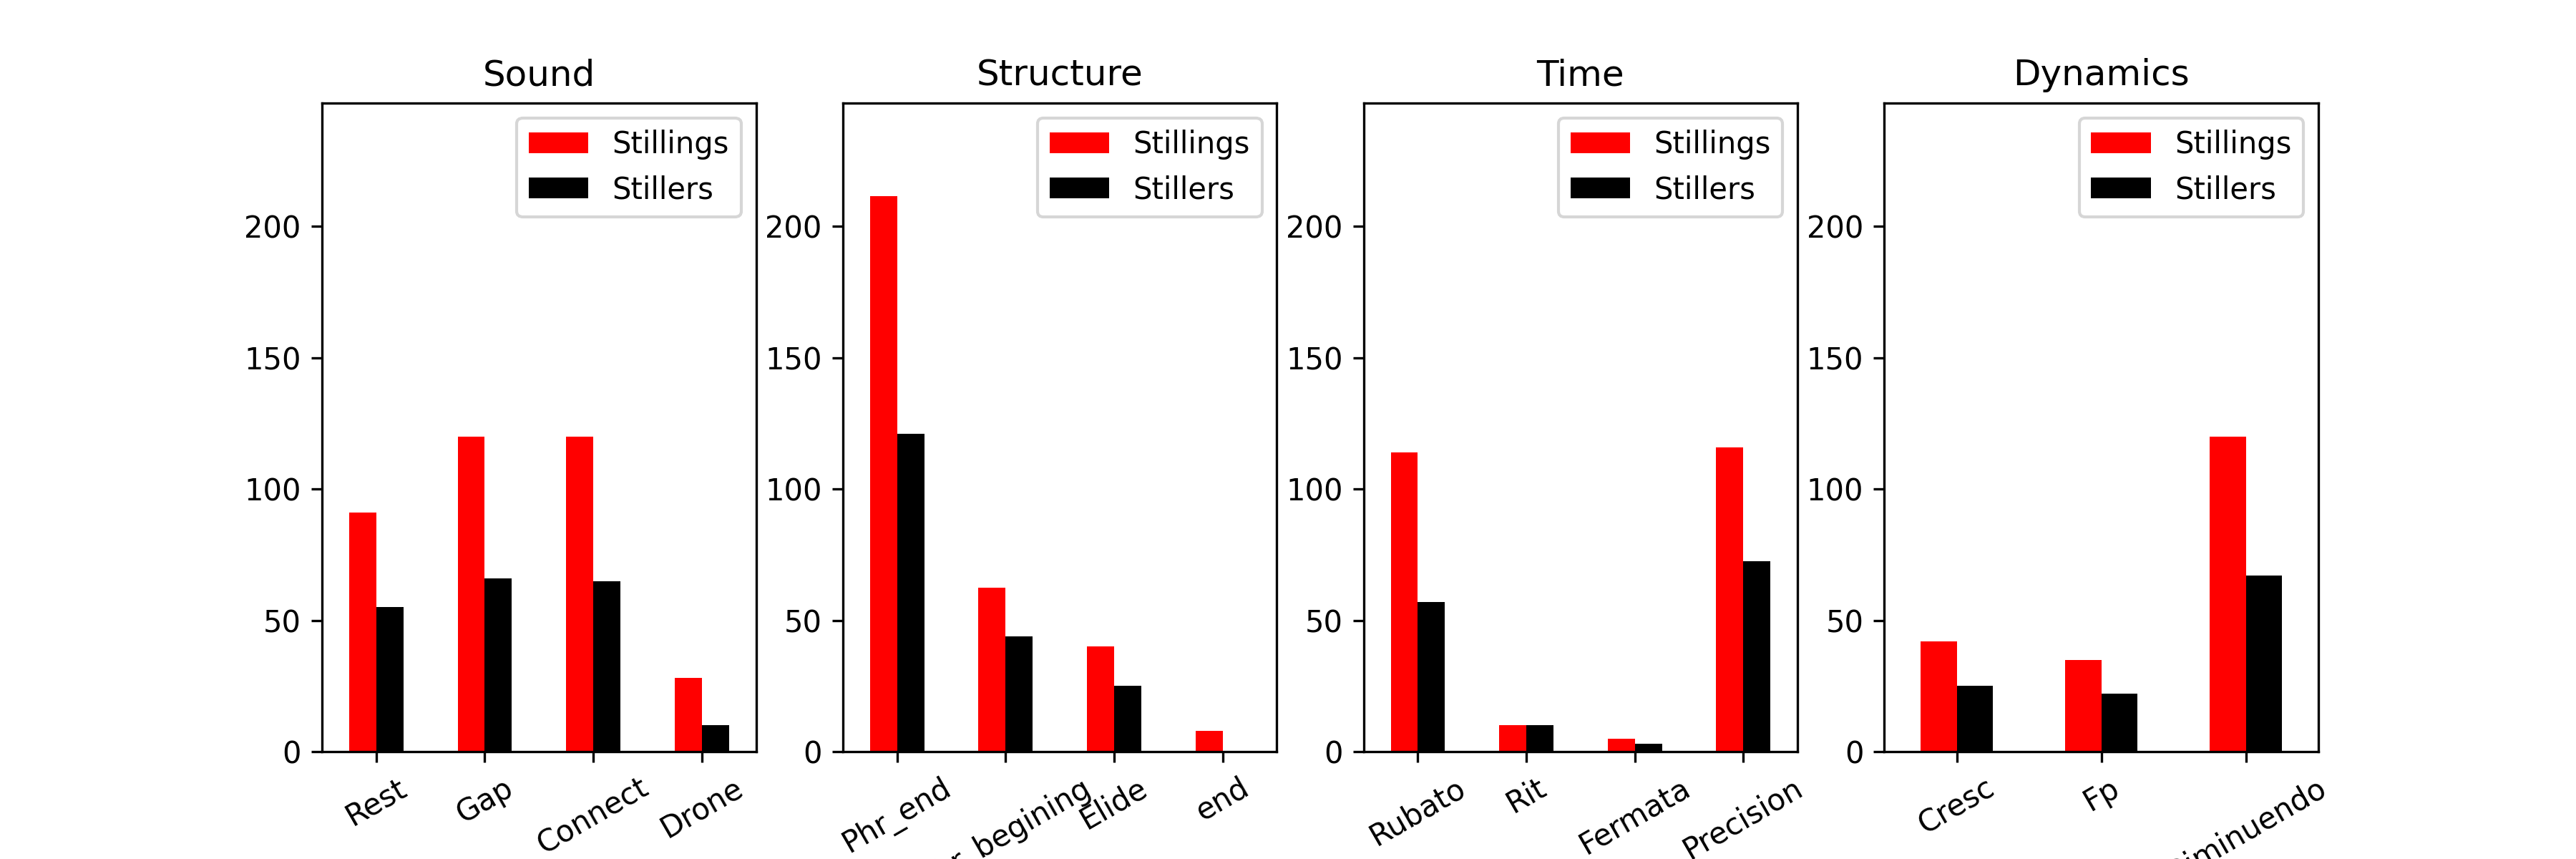 Sound
Stillings
Stillers
200
150
100
50
0
Rest
Gap
Connect
Drone
Structure
Stillings
Stillers
200
150
100
50
0
Phr_end
r_begining
Elide
end
Time
Stillings
Stillers
200
150
100
50
0
Rubato
Rit
Fermata
Precision
Dynamics
Stillings
Stillers
200
150
100
50
0
Cresc
Fp
iminuendo